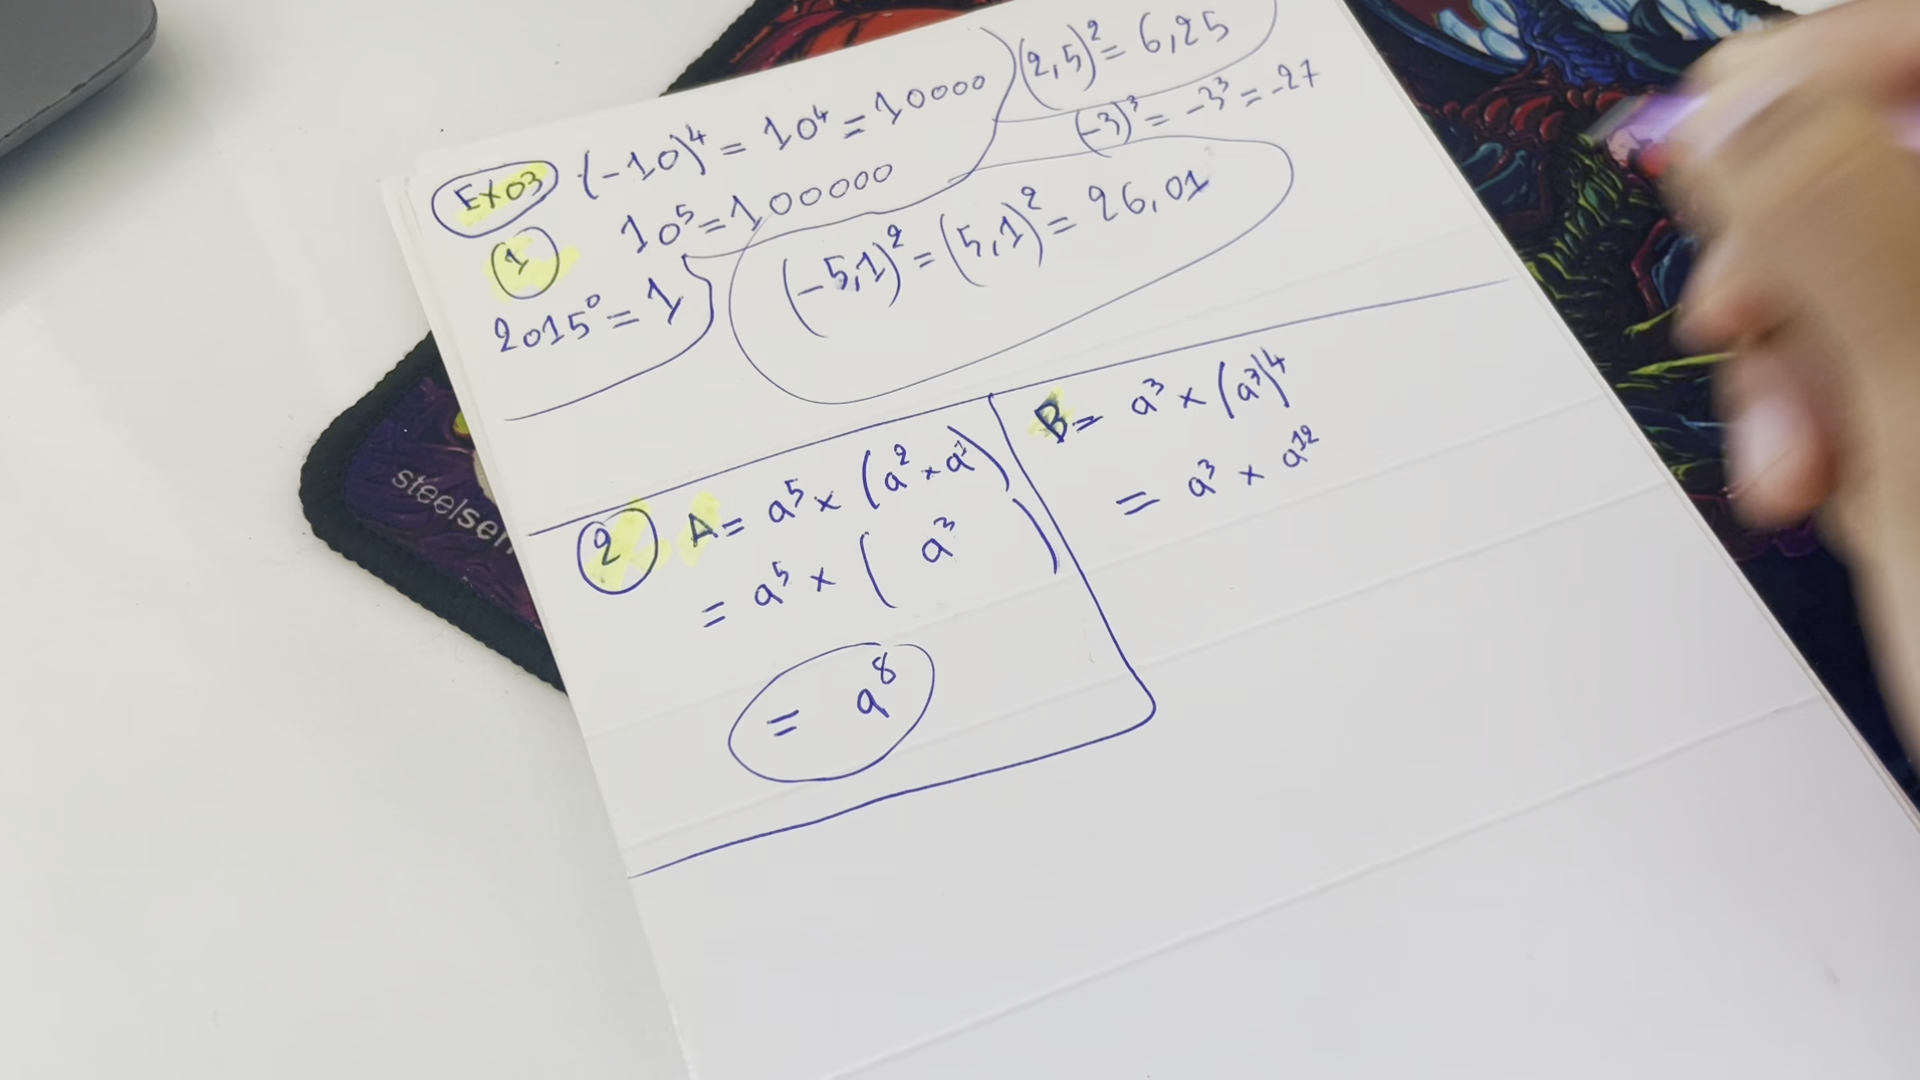 EXO3 (-10)⁴ = 10⁴ = 10000
(2,5)² = 6,25
(-3)³ = -3³ = -27
1 10⁵ = 100000
2015⁰ = 1
(-5,1)² = (5,1)² = 26,01
2 A = a⁵ × (a² × a¹)
= a⁵ × ( a³ )
= a⁸
B = a³ × (a³)⁴
= a³ × a¹²
steelser